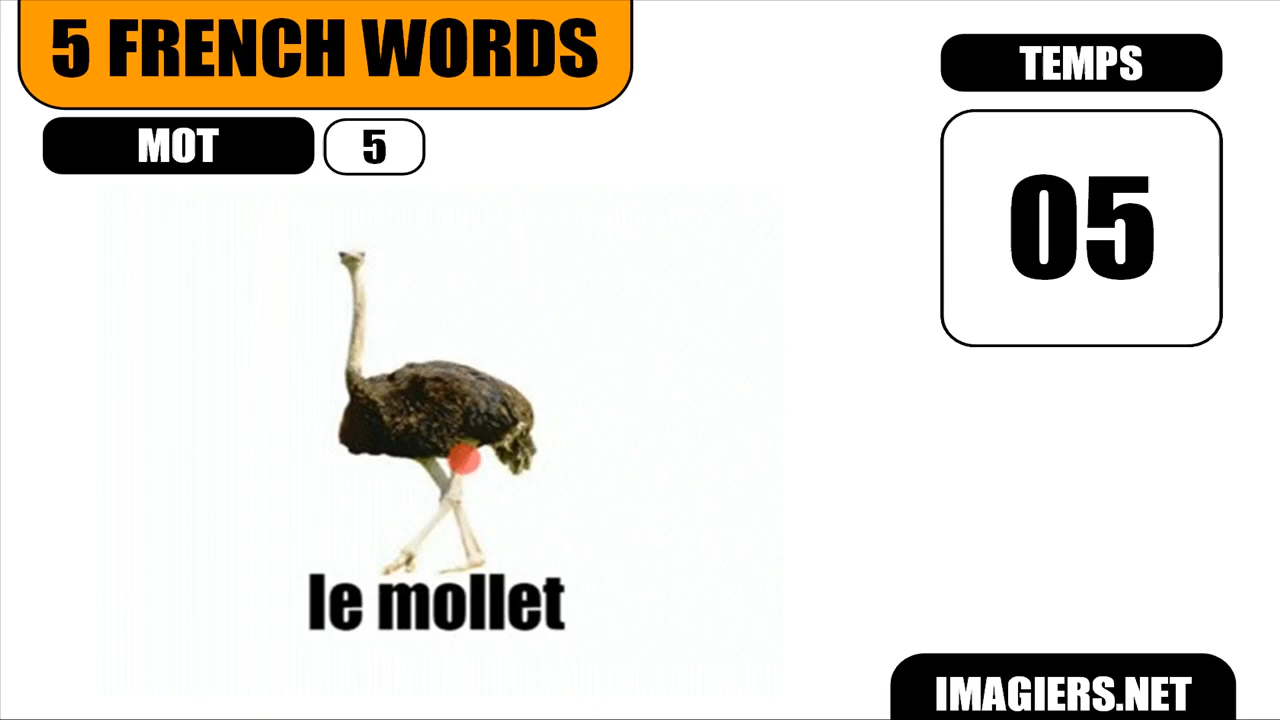 5 FRENCH WORDS
TEMPS
MOT 5
05
le mollet
IMAGIERS.NET